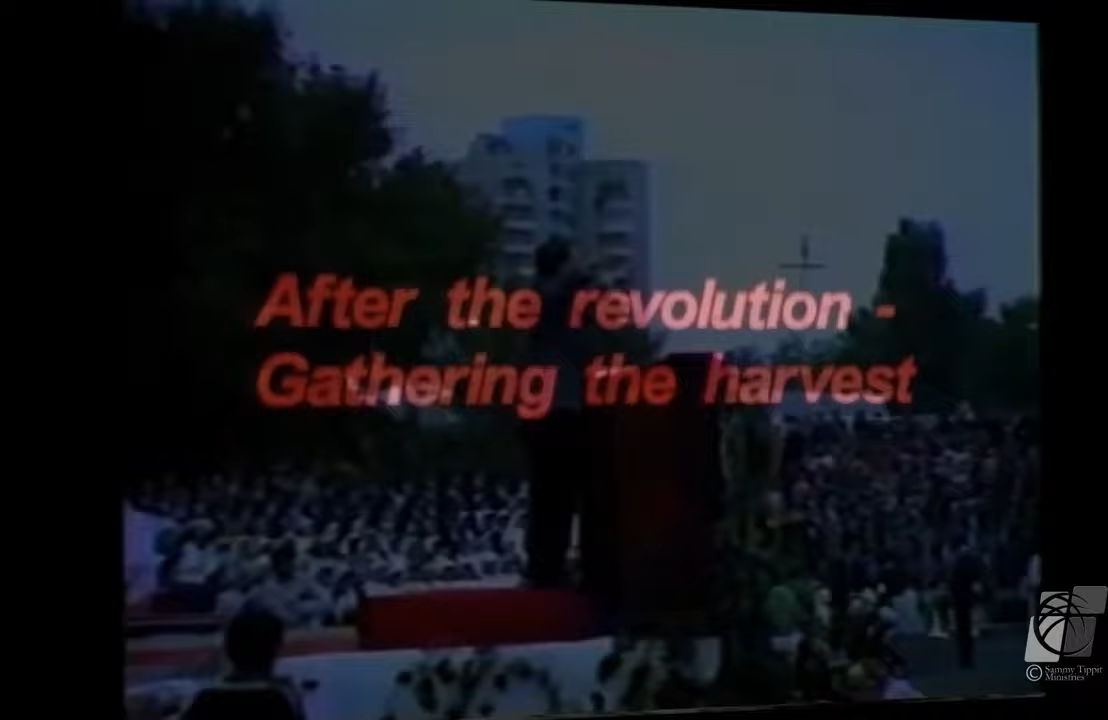 After the revolution -
Gathering the harvest
© Sammy Tippit
Ministries